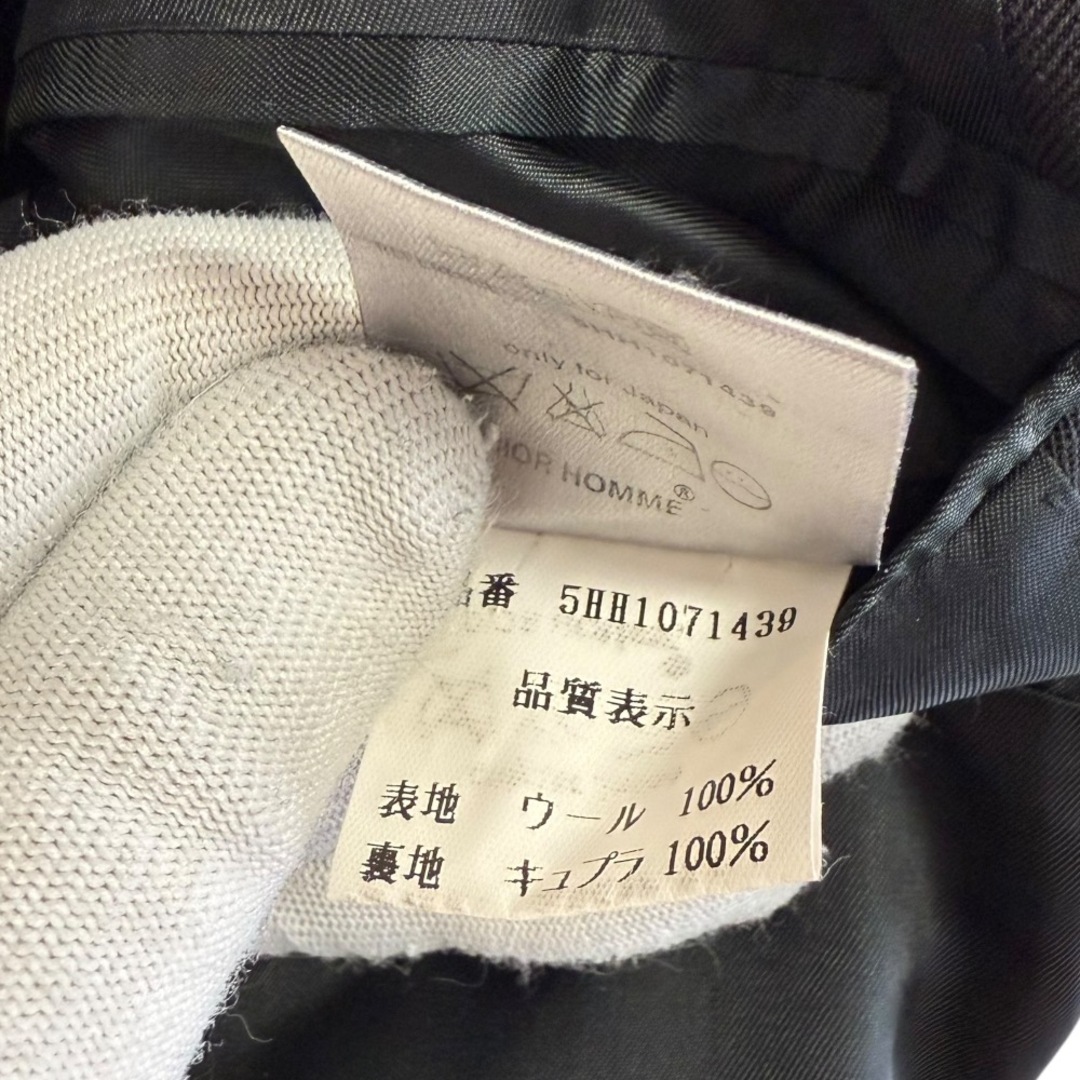 5HH1071439
only for Japan
DIOR HOMME®
品番 5HH1071439
品質表示
表地 ウール 100%
裏地 キュプラ 100%